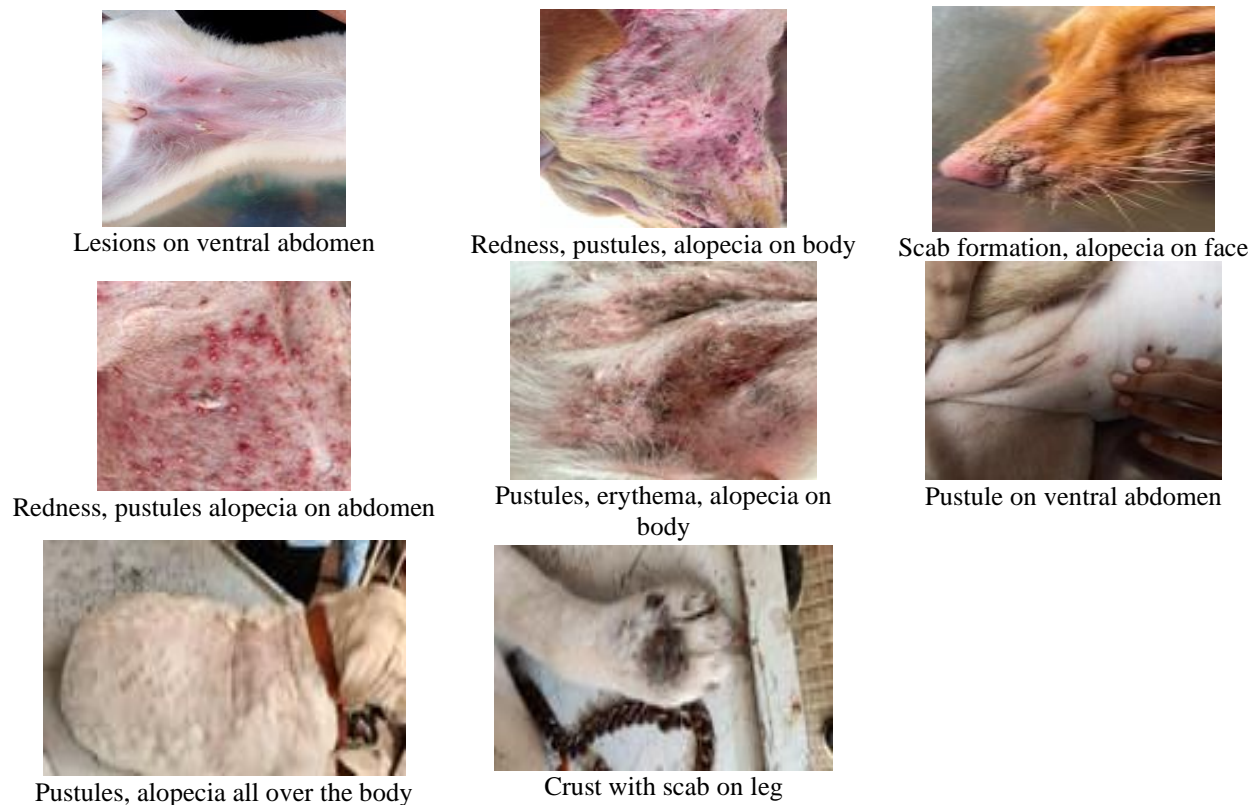 Lesions on ventral abdomen
Redness, pustules, alopecia on body
Scab formation, alopecia on face
Redness, pustules alopecia on abdomen
Pustules, erythema, alopecia on
body
Pustule on ventral abdomen
Pustules, alopecia all over the body
Crust with scab on leg